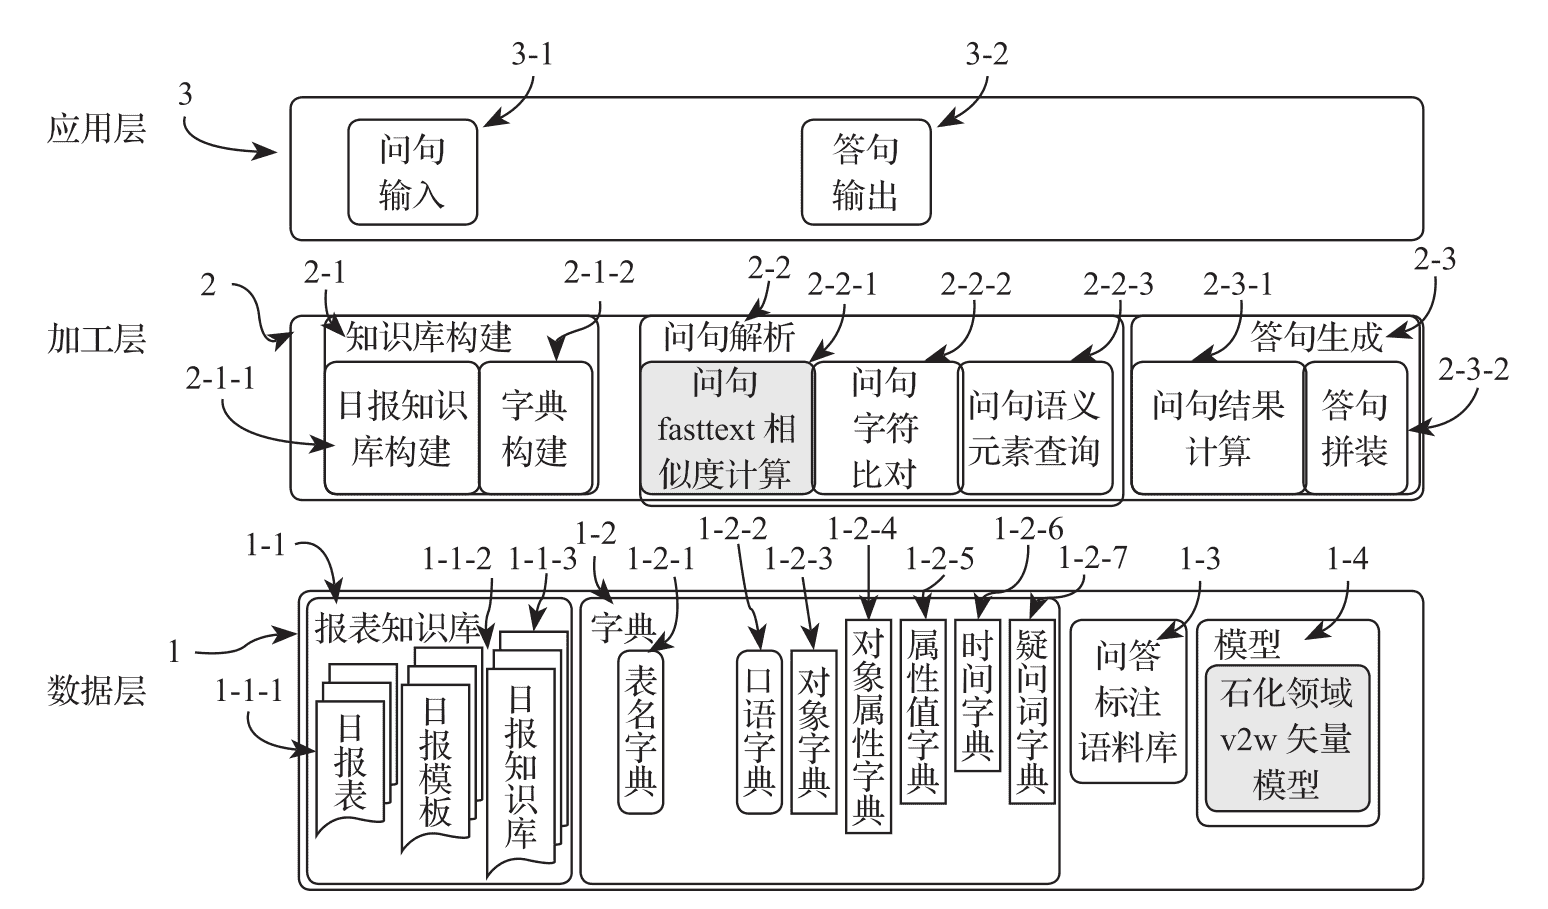 3-1
3-2
3
应用层
问句
输入
答句
输出
2
2-1
2-1-2
2-2
2-2-1
2-2-2
2-2-3
2-3-1
2-3
加工层
知识库构建
问句解析
答句生成
2-1-1
日报知识
库构建
字典
构建
问句
fasttext 相
似度计算
问句
字符
比对
问句语义
元素查询
问句结果
计算
答句
拼装
2-3-2
1-1
1-1-2
1-1-3
1-2
1-2-1
1-2-2
1-2-3
1-2-4
1-2-5
1-2-6
1-2-7
1-3
1-4
1
数据层
报表知识库
1-1-1
日报表
日报模板
日报知识库
字典
表名字典
口语字典
对象字典
对象属性字典
属性值字典
时间字典
疑问词字典
问答
标注
语料库
模型
石化领域
v2w 矢量
模型